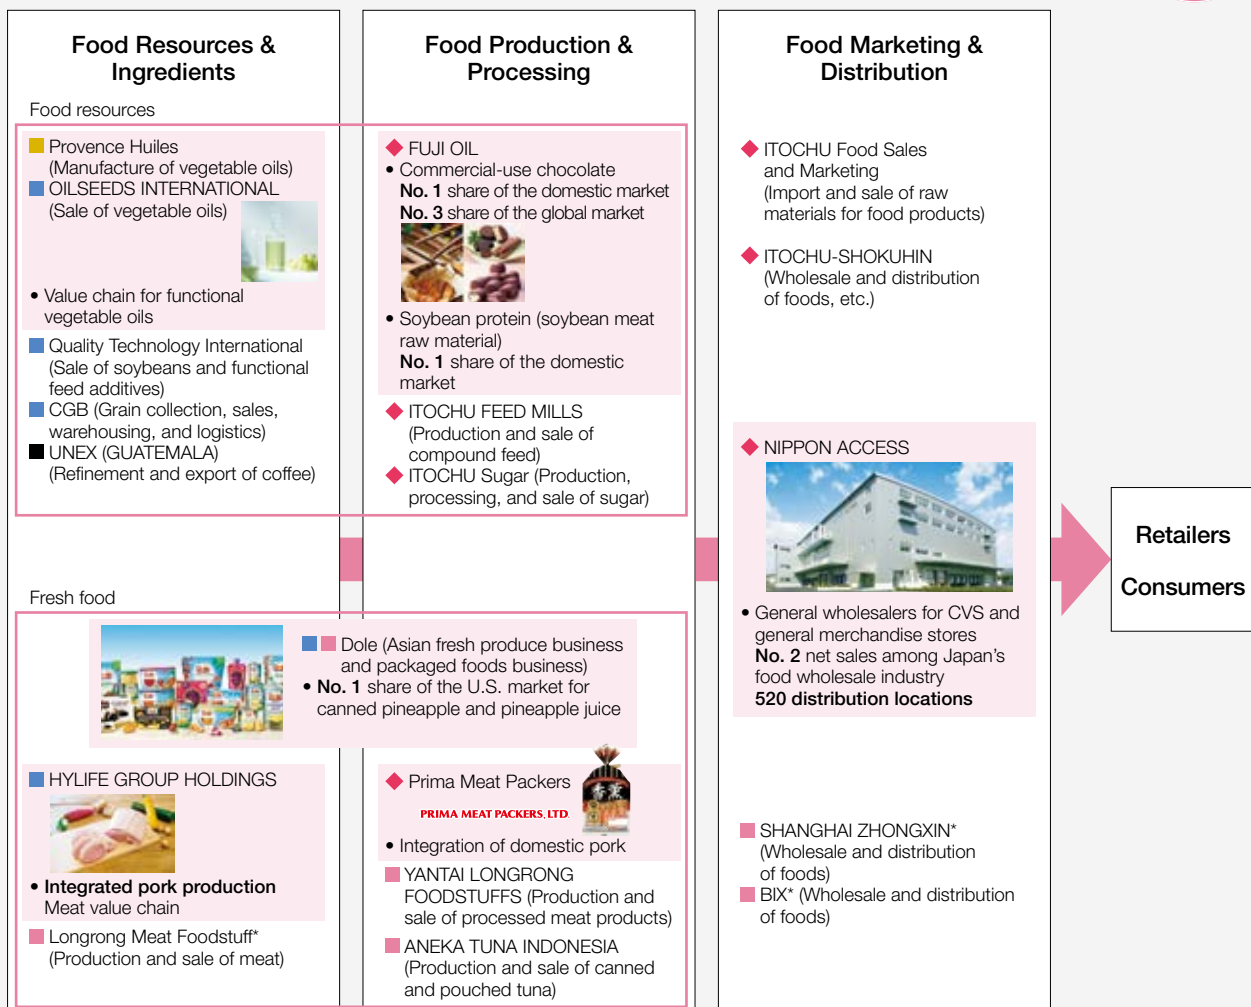 Food Resources &
Ingredients
Food resources
Provence Huiles
(Manufacture of vegetable oils)
OILSEEDS INTERNATIONAL
(Sale of vegetable oils)
• Value chain for functional
vegetable oils
Quality Technology International
(Sale of soybeans and functional
feed additives)
CGB (Grain collection, sales,
warehousing, and logistics)
UNEX (GUATEMALA)
(Refinement and export of coffee)
Food Production &
Processing
FUJI OIL
• Commercial-use chocolate
No. 1 share of the domestic market
No. 3 share of the global market
• Soybean protein (soybean meat
raw material)
No. 1 share of the domestic
market
ITOCHU FEED MILLS
(Production and sale of
compound feed)
ITOCHU Sugar (Production,
processing, and sale of sugar)
Fresh food
Dole (Asian fresh produce business
and packaged foods business)
• No. 1 share of the U.S. market for
canned pineapple and pineapple juice
HYLIFE GROUP HOLDINGS
• Integrated pork production
Meat value chain
Longrong Meat Foodstuff*
(Production and sale of meat)
Prima Meat Packers
PRIMA MEAT PACKERS, LTD.
香薫
• Integration of domestic pork
YANTAI LONGRONG
FOODSTUFFS (Production and
sale of processed meat products)
ANEKA TUNA INDONESIA
(Production and sale of canned
and pouched tuna)
Food Marketing &
Distribution
ITOCHU Food Sales
and Marketing
(Import and sale of raw
materials for food products)
ITOCHU-SHOKUHIN
(Wholesale and distribution
of foods, etc.)
NIPPON ACCESS
• General wholesalers for CVS and
general merchandise stores
No. 2 net sales among Japan's
food wholesale industry
520 distribution locations
SHANGHAI ZHONGXIN*
(Wholesale and distribution
of foods)
BIX* (Wholesale and distribution
of foods)
Retailers
Consumers